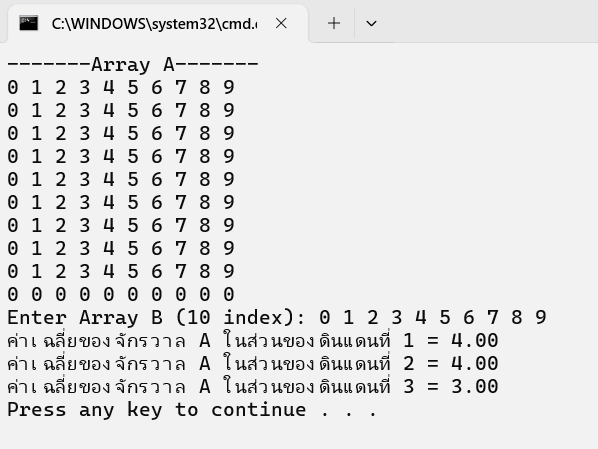 C:\WINDOWS\system32\cmd.e
-------Array A-------
0 1 2 3 4 5 6 7 8 9
0 1 2 3 4 5 6 7 8 9
0 1 2 3 4 5 6 7 8 9
0 1 2 3 4 5 6 7 8 9
0 1 2 3 4 5 6 7 8 9
0 1 2 3 4 5 6 7 8 9
0 1 2 3 4 5 6 7 8 9
0 1 2 3 4 5 6 7 8 9
0 1 2 3 4 5 6 7 8 9
0 0 0 0 0 0 0 0 0 0
Enter Array B (10 index): 0 1 2 3 4 5 6 7 8 9
ค่าเฉลี่ยของจักรวาล A ในส่วนของดินแดนที่ 1 = 4.00
ค่าเฉลี่ยของจักรวาล A ในส่วนของดินแดนที่ 2 = 4.00
ค่าเฉลี่ยของจักรวาล A ในส่วนของดินแดนที่ 3 = 3.00
Press any key to continue . . .